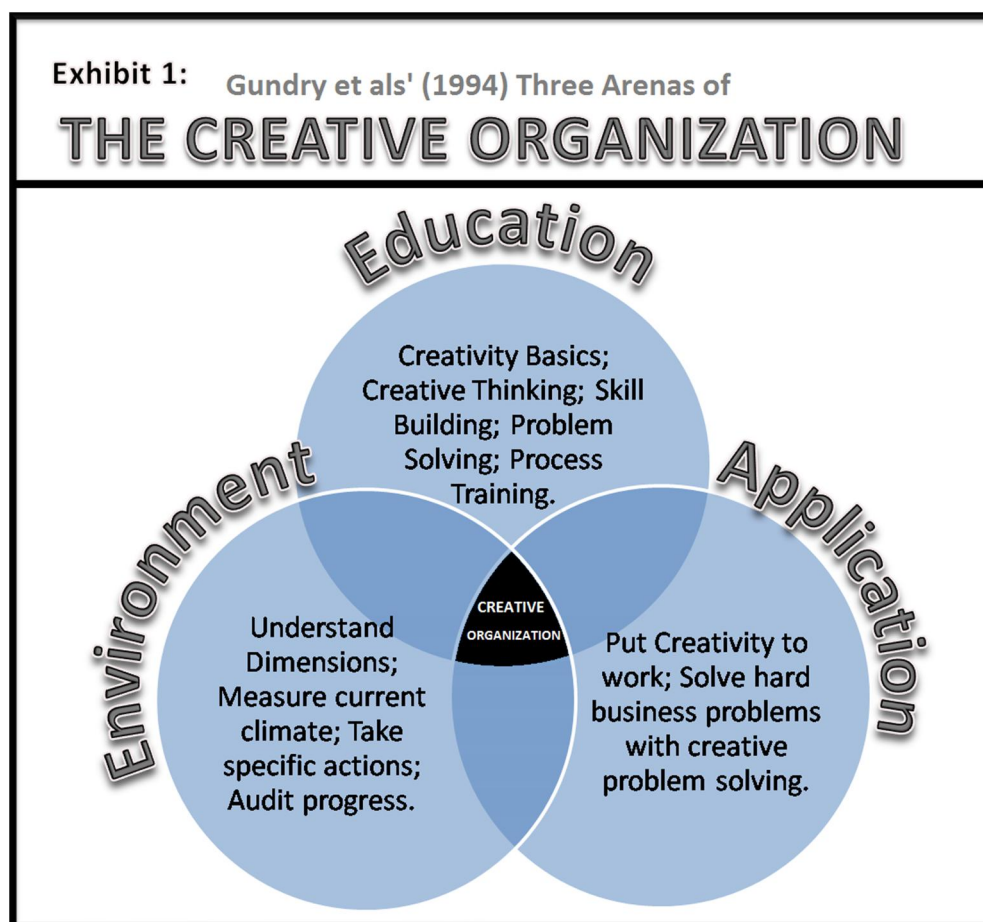 Exhibit 1: Gundry et als' (1994) Three Arenas of
THE CREATIVE ORGANIZATION
Education
Creativity Basics;
Creative Thinking; Skill
Building; Problem
Solving; Process
Training.
Environment
Understand
Dimensions;
Measure current
climate; Take
specific actions;
Audit progress.
CREATIVE
ORGANIZATION
Application
Put Creativity to
work; Solve hard
business problems
with creative
problem solving.